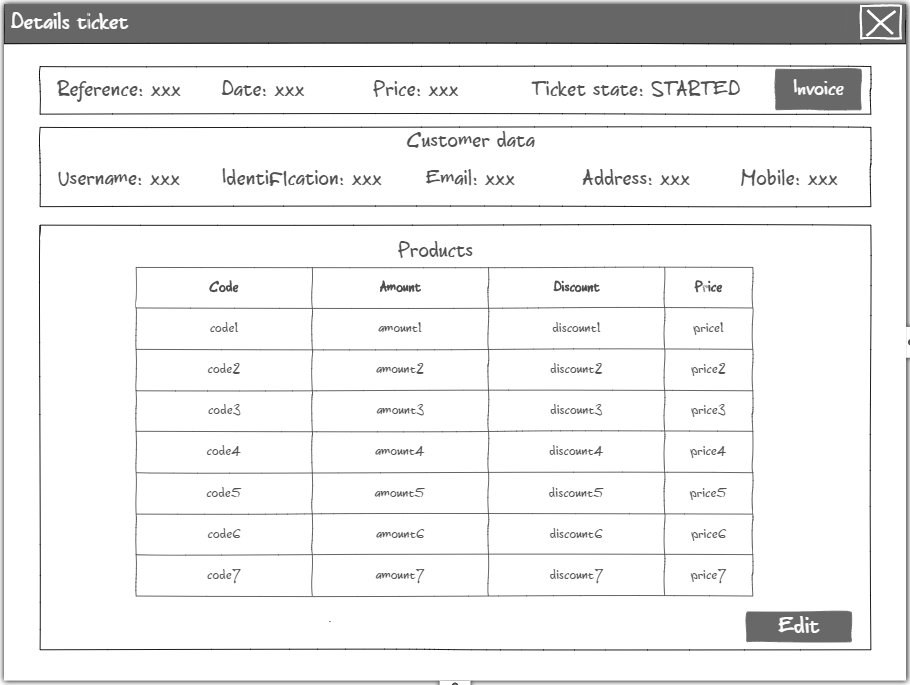 Details ticket
Reference: xxx Date: xxx Price: xxx Ticket state: STARTED Invoice
Customer data
Username: xxx IdentiFIcation: xxx Email: xxx Address: xxx Mobile: xxx
Products
Code Amount Discount Price
code1 amount1 discount1 price1
code2 amount2 discount2 price2
code3 amount3 discount3 price3
code4 amount4 discount4 price4
code5 amount5 discount5 price5
code6 amount6 discount6 price6
code7 amount7 discount7 price7
Edit